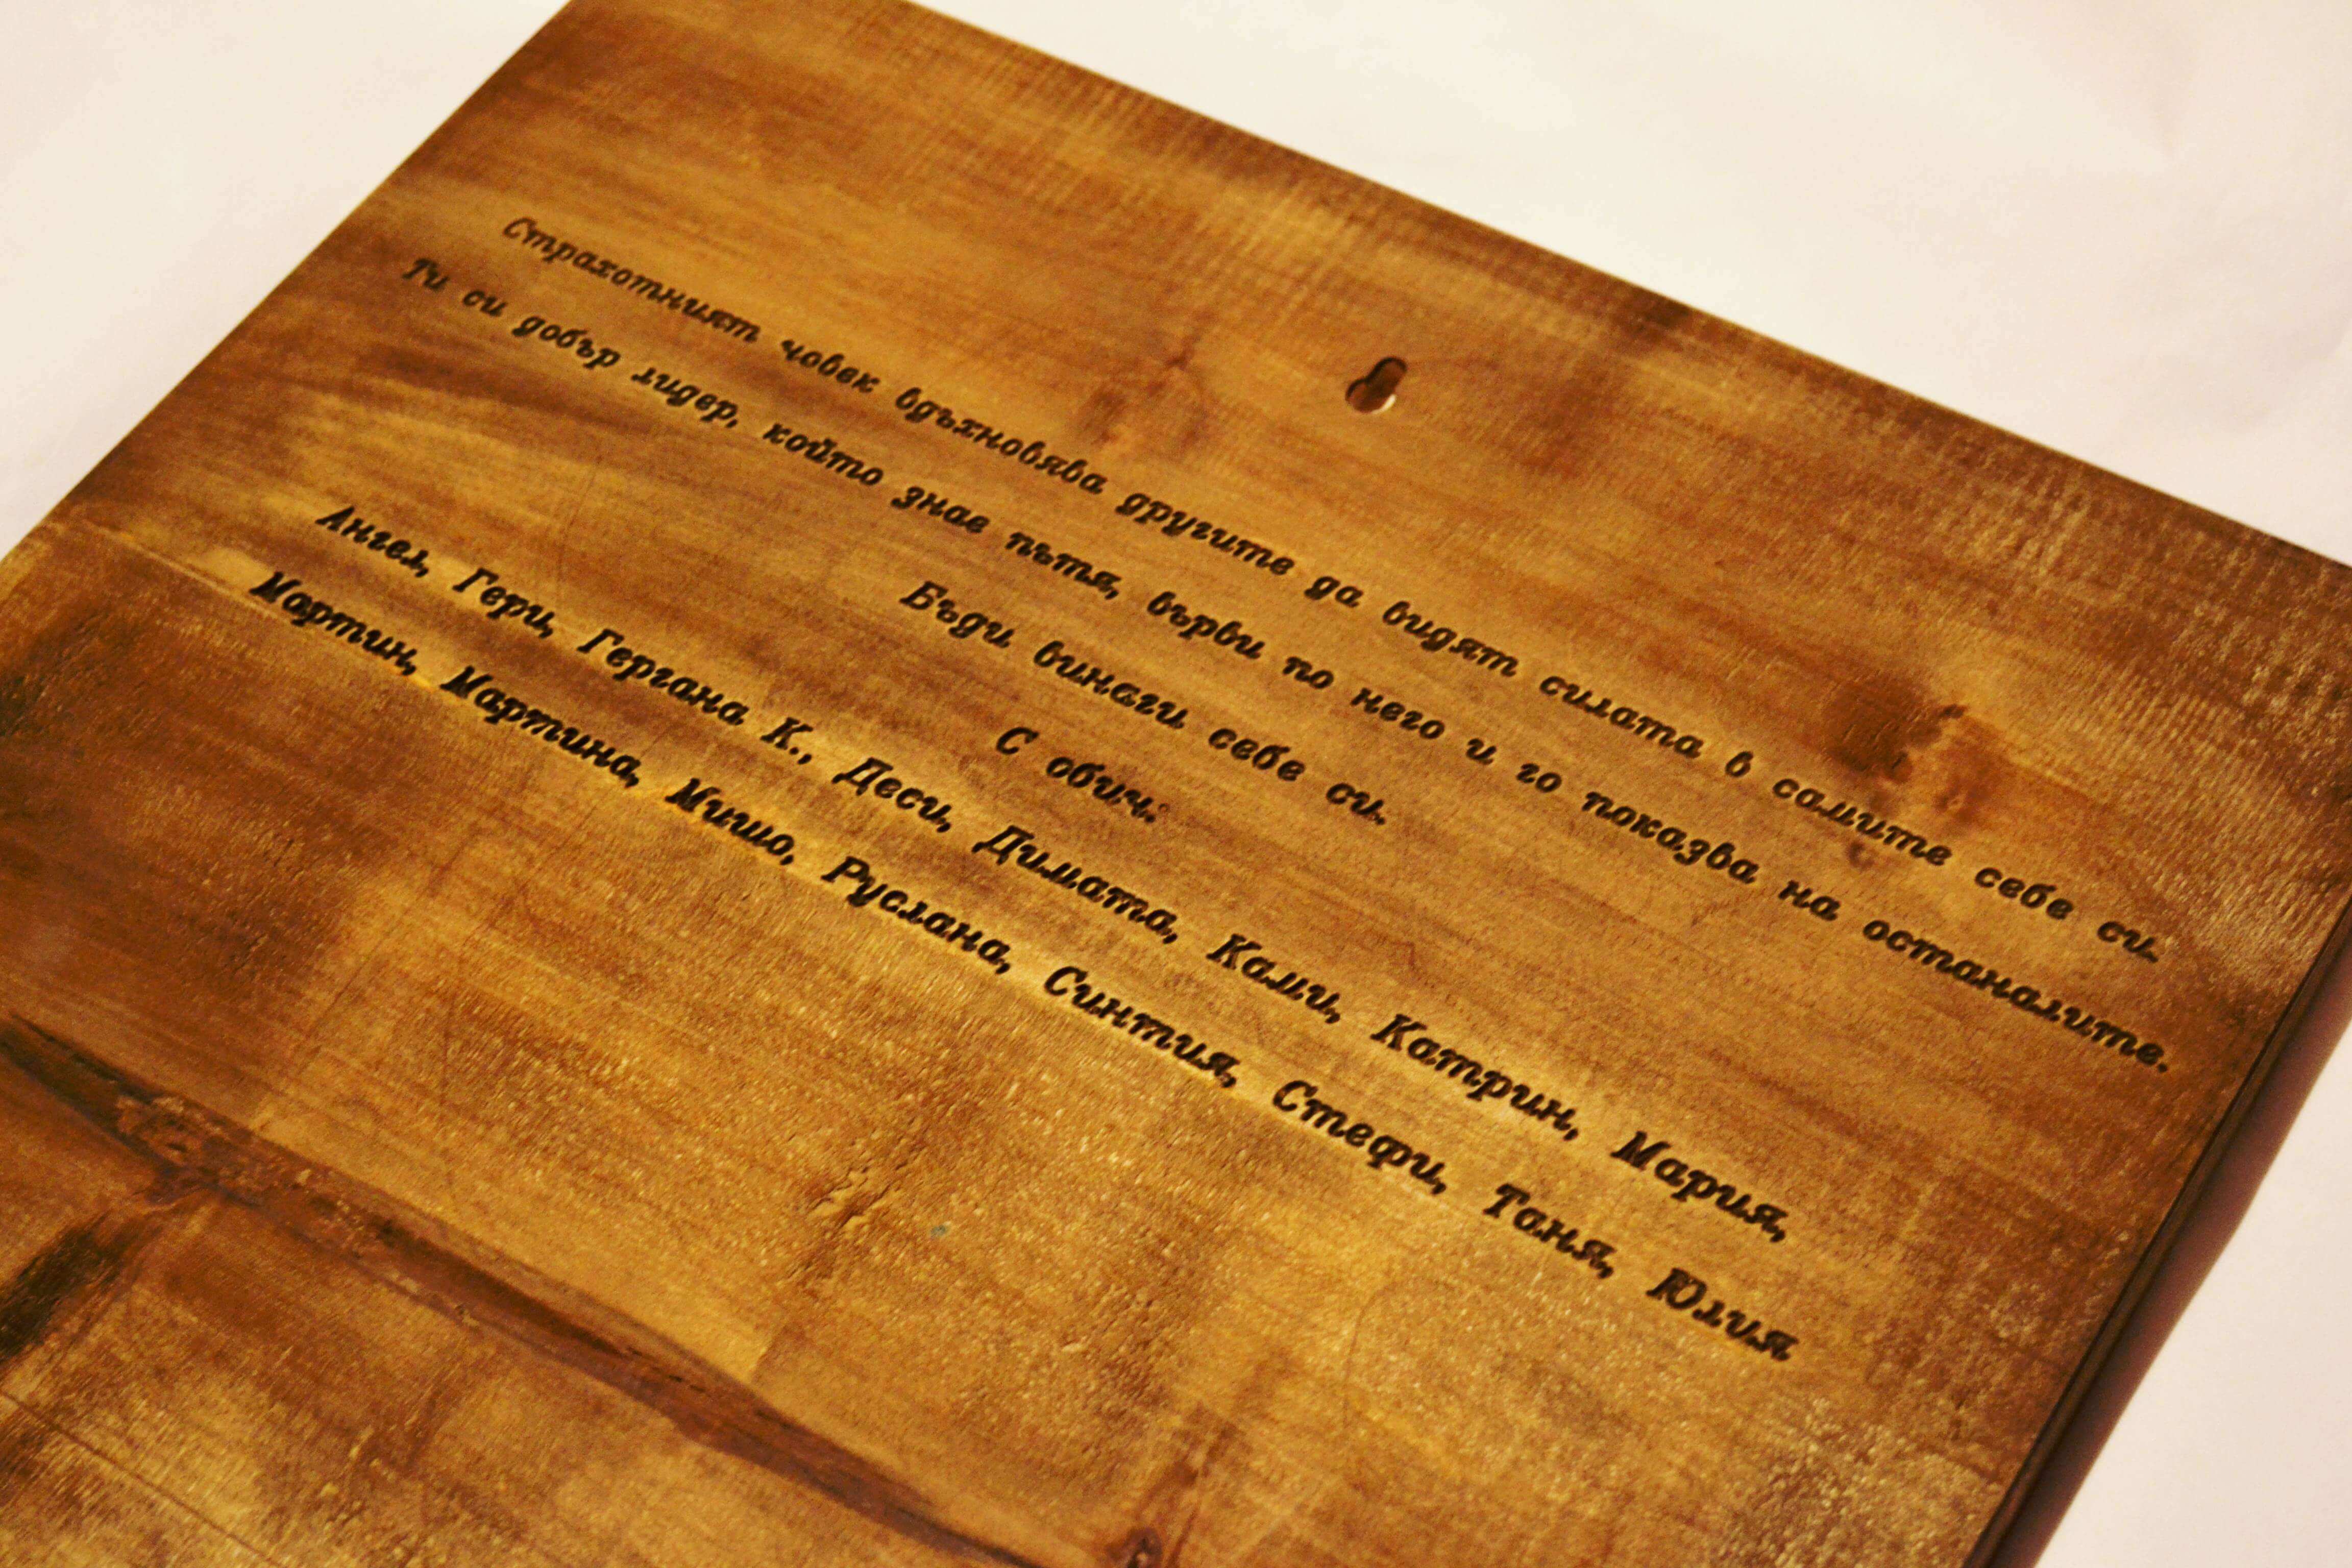 Страхотният човек вдъхновява другите да видят силата в самите себе си.
Ти си добър лидер, който знае пътя, върви по него и го показва на останалите.
Бъди винаги себе си.
С обич:
Ангел, Гери, Гергана К., Деси, Димата, Ками, Катрин, Мария,
Мартин, Мартина, Мишо, Руслана, Синтия, Стефи, Таня, Юлия